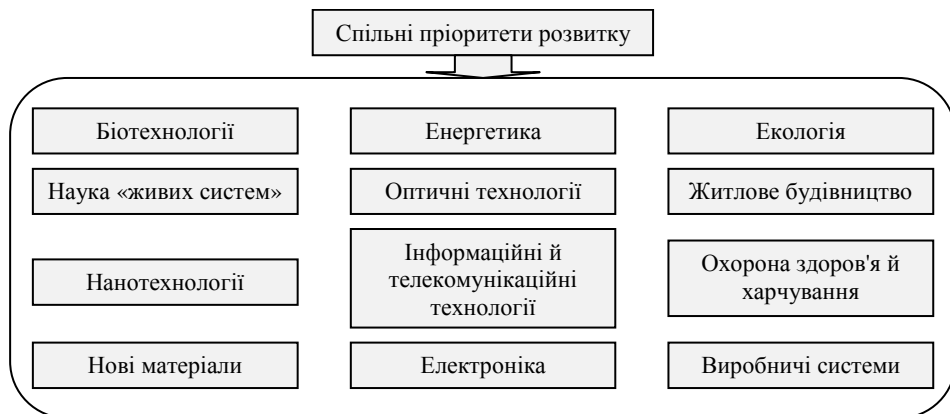 Спільні пріоритети розвитку
Біотехнології
Енергетика
Екологія
Наука «живих систем»
Оптичні технології
Житлове будівництво
Нанотехнології
Інформаційні й
телекомунікаційні
технології
Охорона здоров'я й
харчування
Нові матеріали
Електроніка
Виробничі системи